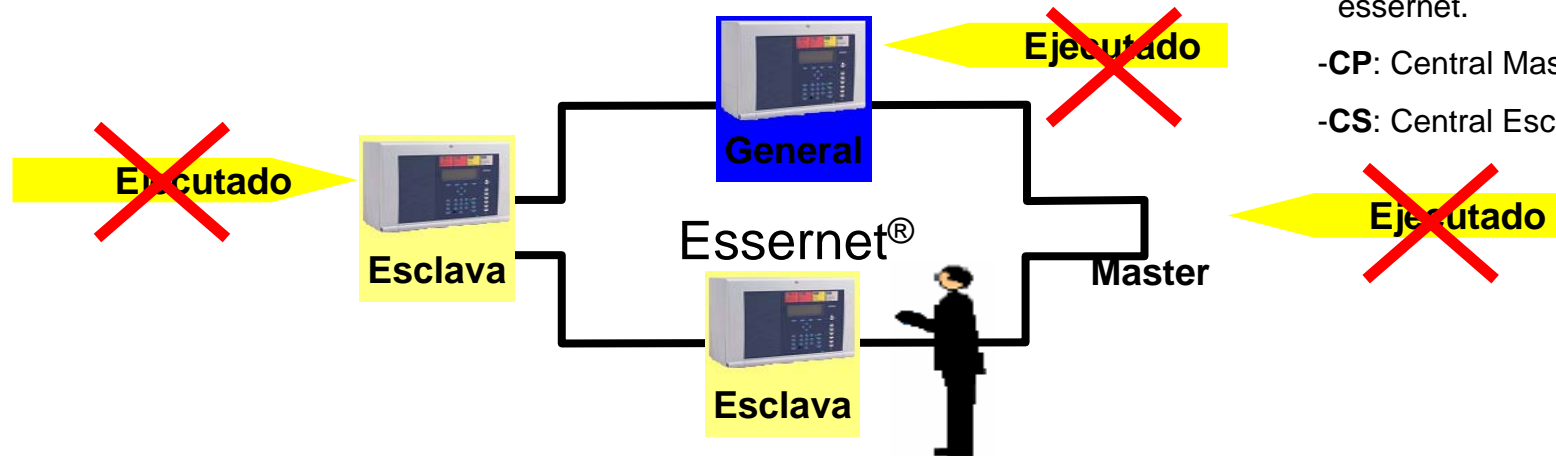 essernet.
Ejecutado
-CP: Central Mas
-CS: Central Esc
General
Ejecutado
Ejecutado
Essernet®
Esclava
Master
Esclava